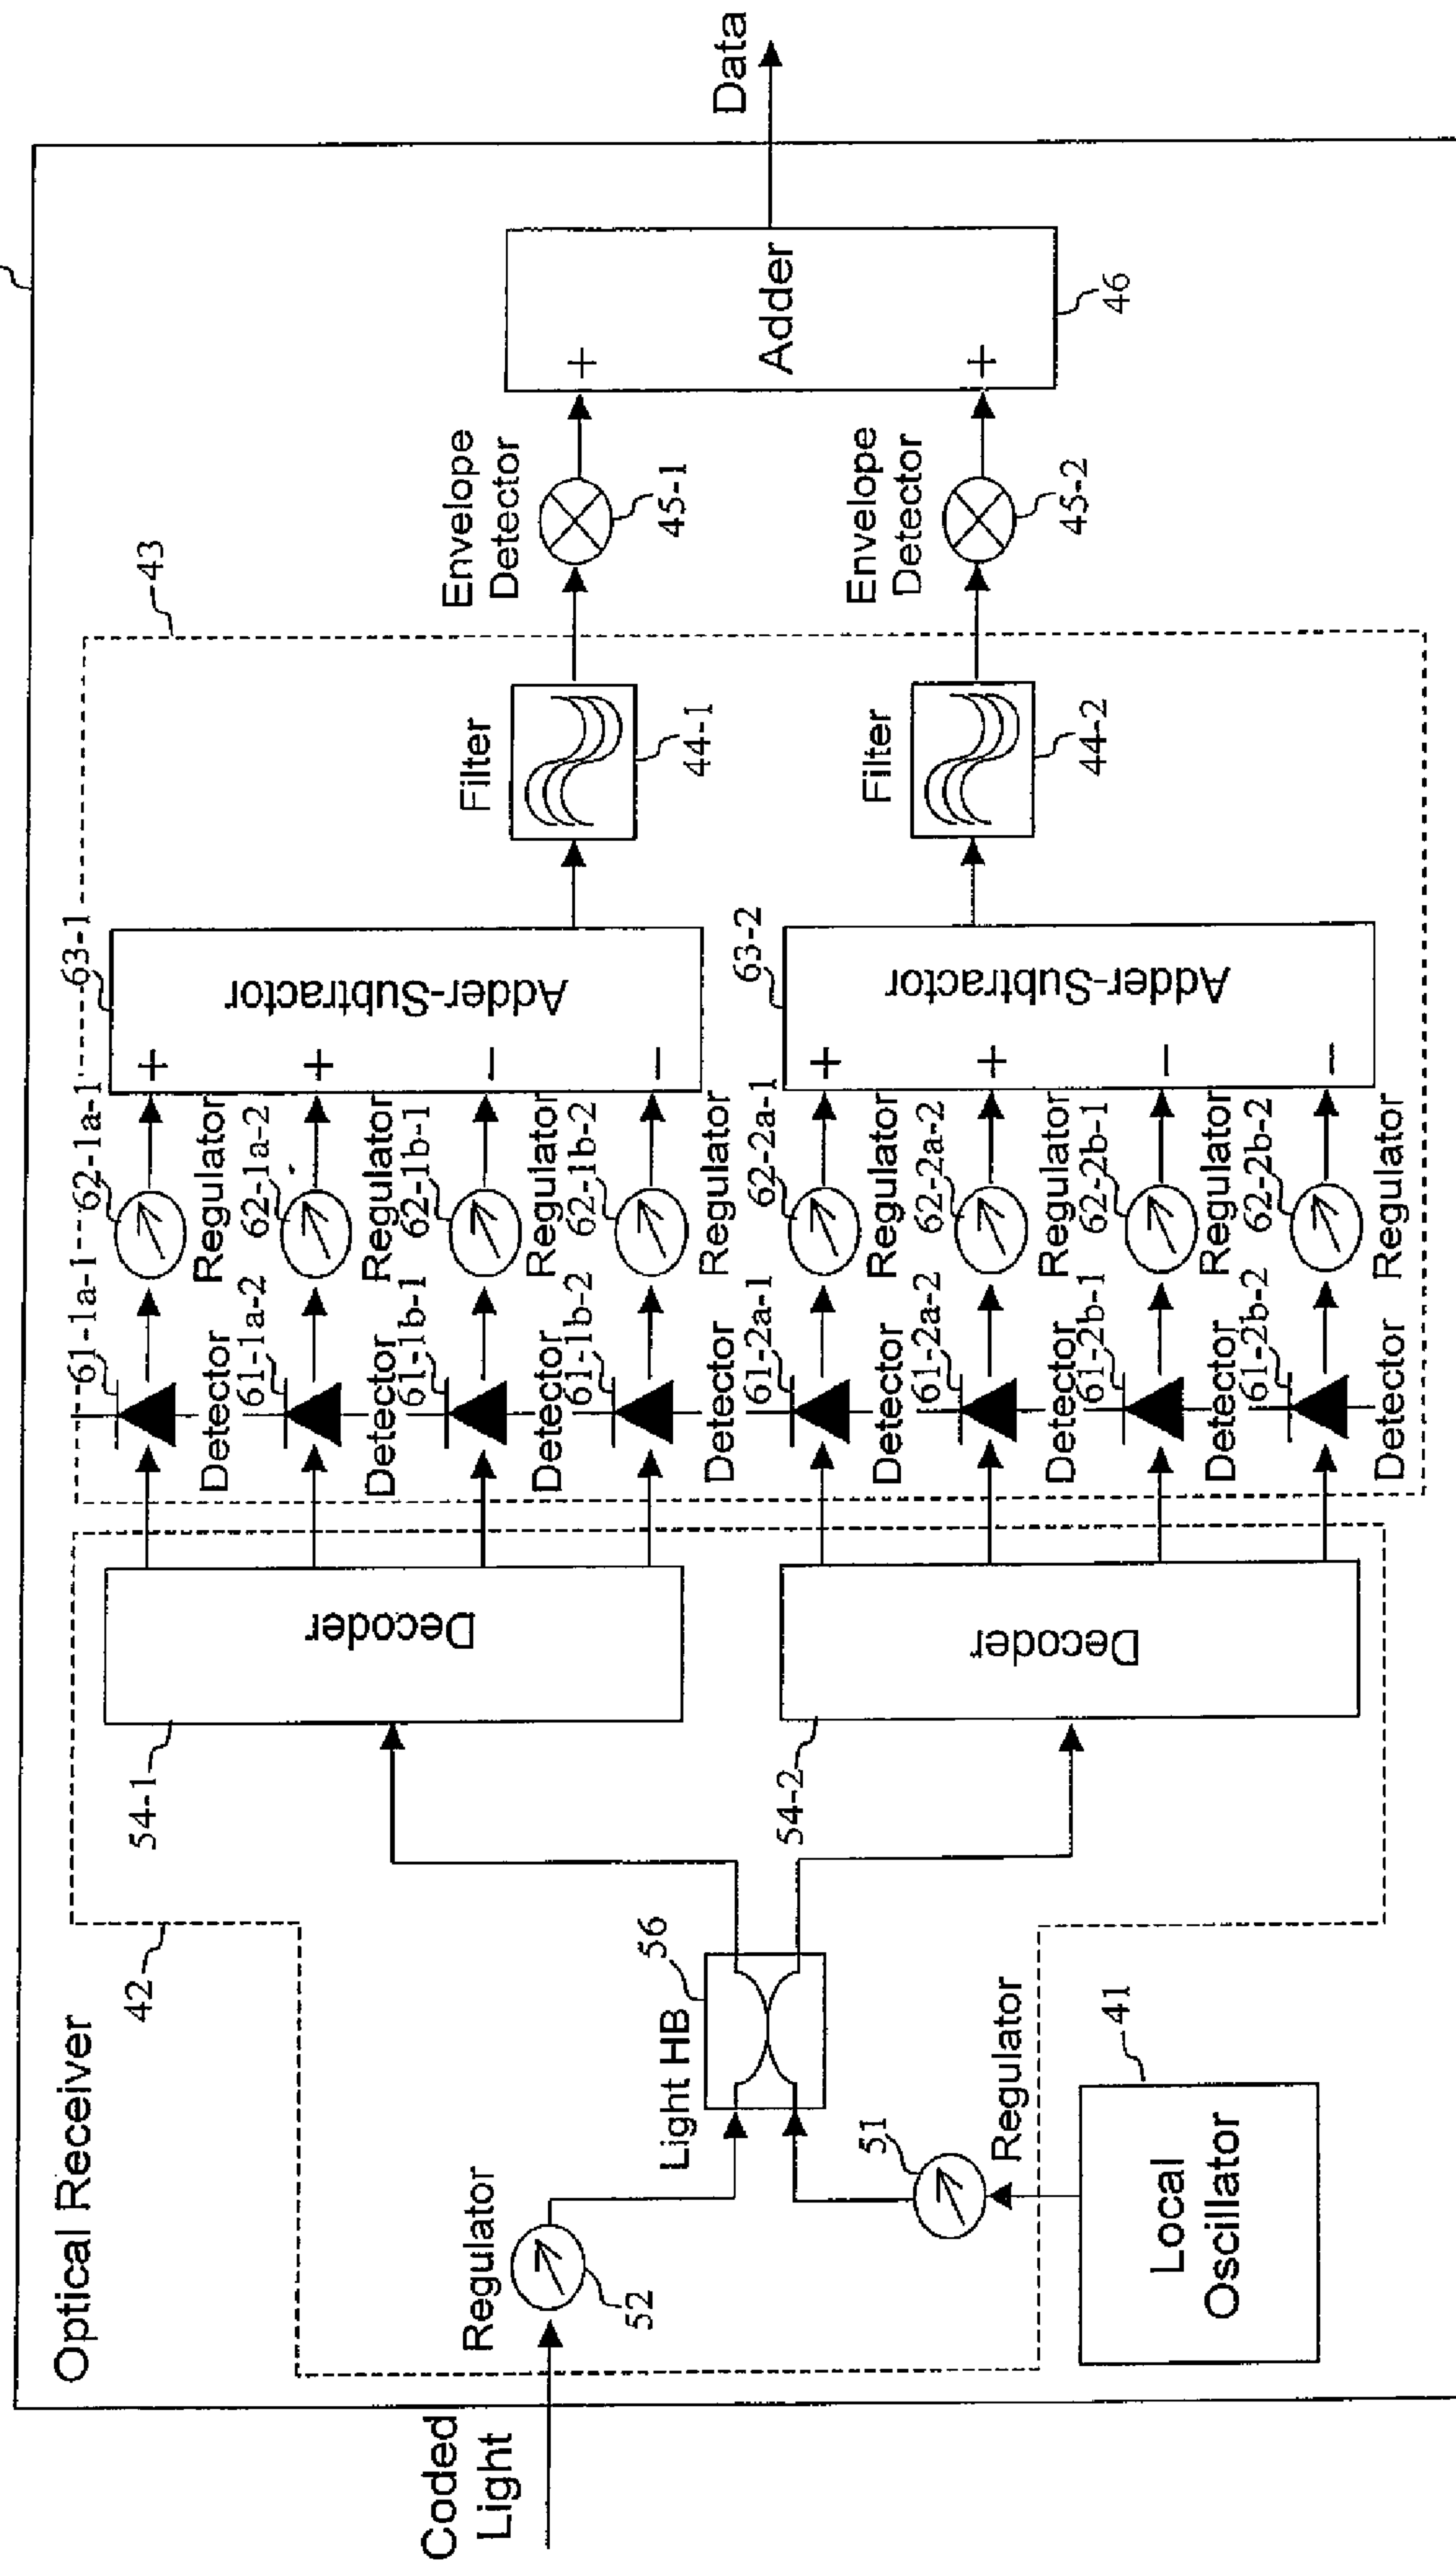 Optical Receiver
Coded
Light
Regulator
52
Light HB
56
51
Regulator
Local
Oscillator
41
42
54-1
Decoder
54-2
Decoder
61-1a-1
Detector
61-1a-2
Detector
61-1b-1
Detector
61-1b-2
Detector
61-2a-1
Detector
61-2a-2
Detector
61-2b-1
Detector
61-2b-2
Detector
62-1a-1
Regulator
62-1a-2
Regulator
62-1b-1
Regulator
62-1b-2
Regulator
62-2a-1
Regulator
62-2a-2
Regulator
62-2b-1
Regulator
62-2b-2
Regulator
63-1
+
+
−
−
Adder-Subtractor
63-2
+
+
−
−
Adder-Subtractor
Filter
44-1
Filter
44-2
43
Envelope
Detector
45-1
Envelope
Detector
45-2
+
+
Adder
46
Data